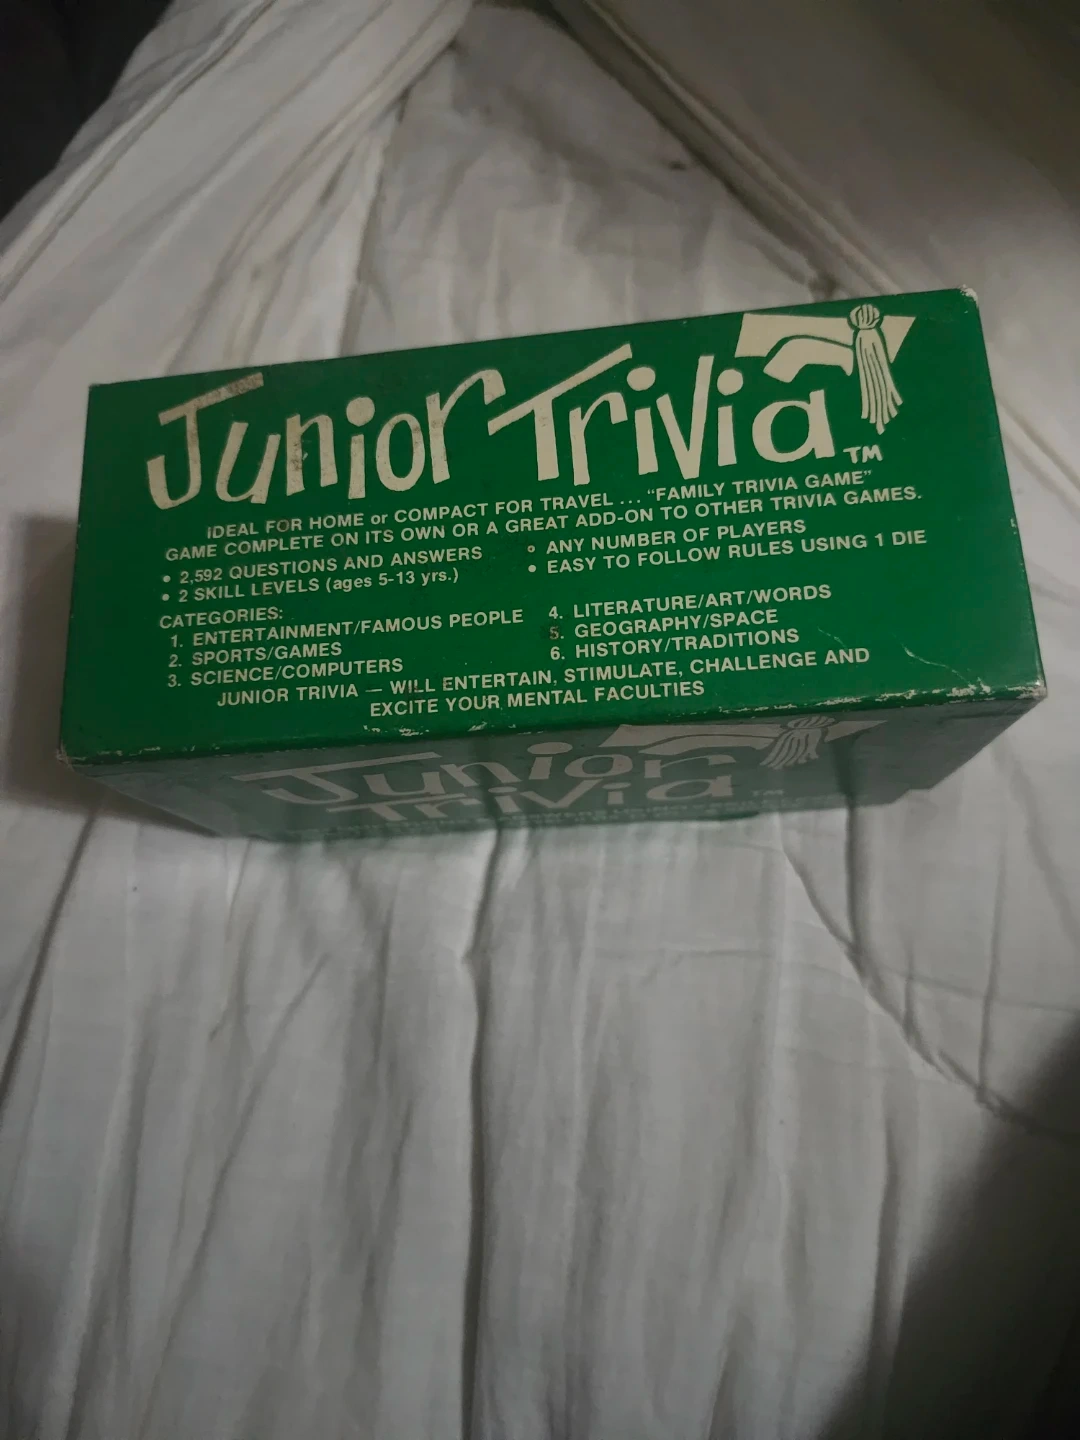 Junior Trivia TM
IDEAL FOR HOME or COMPACT FOR TRAVEL ... "FAMILY TRIVIA GAME"
GAME COMPLETE ON ITS OWN OR A GREAT ADD-ON TO OTHER TRIVIA GAMES.
• 2,592 QUESTIONS AND ANSWERS
• 2 SKILL LEVELS (ages 5-13 yrs.)
• ANY NUMBER OF PLAYERS
• EASY TO FOLLOW RULES USING 1 DIE
CATEGORIES:
1. ENTERTAINMENT/FAMOUS PEOPLE
2. SPORTS/GAMES
3. SCIENCE/COMPUTERS
4. LITERATURE/ART/WORDS
5. GEOGRAPHY/SPACE
6. HISTORY/TRADITIONS
JUNIOR TRIVIA — WILL ENTERTAIN, STIMULATE, CHALLENGE AND
EXCITE YOUR MENTAL FACULTIES
Junior
Trivia TM